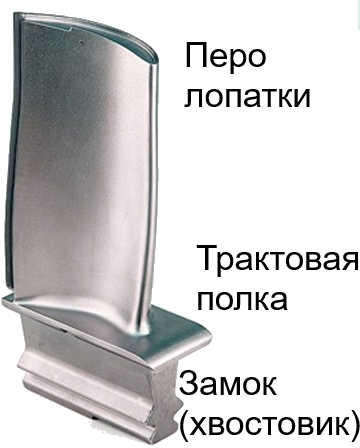 Перо
лопатки
Трактовая
полка
Замок
(хвостовик)